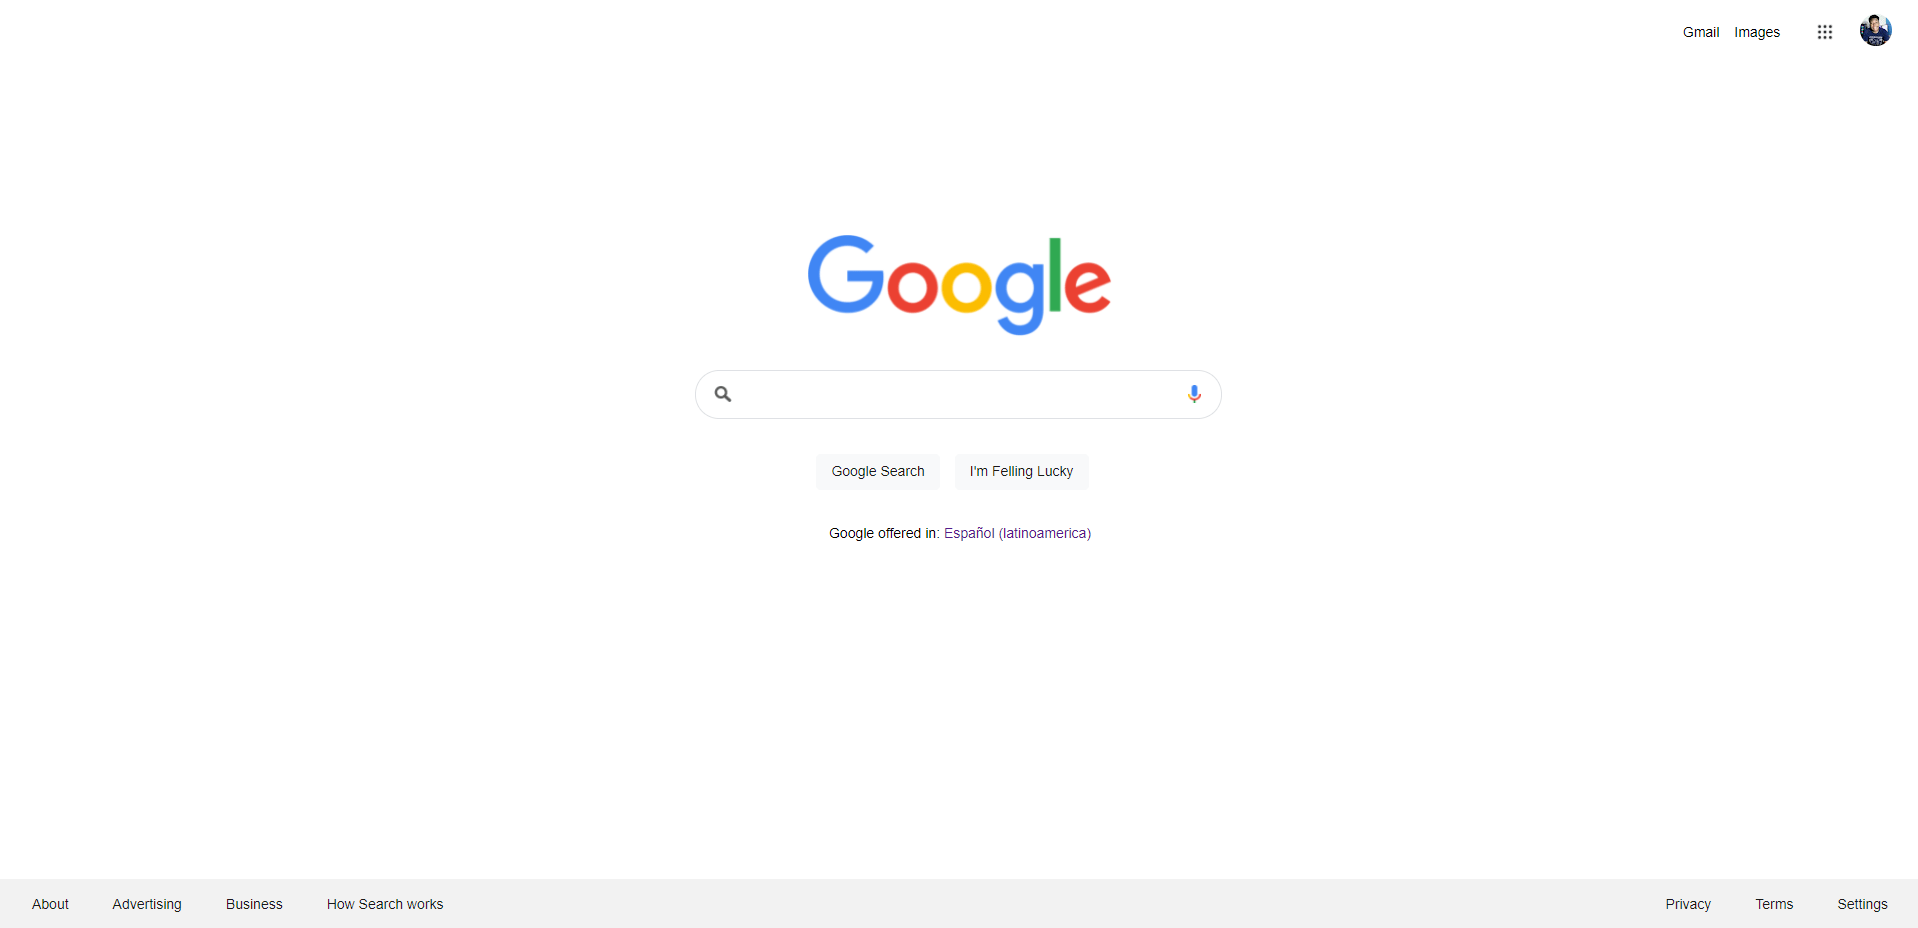 Gmail Images
Google
Google Search I'm Felling Lucky
Google offered in: Español (latinoamerica)
About Advertising Business How Search works Privacy Terms Settings